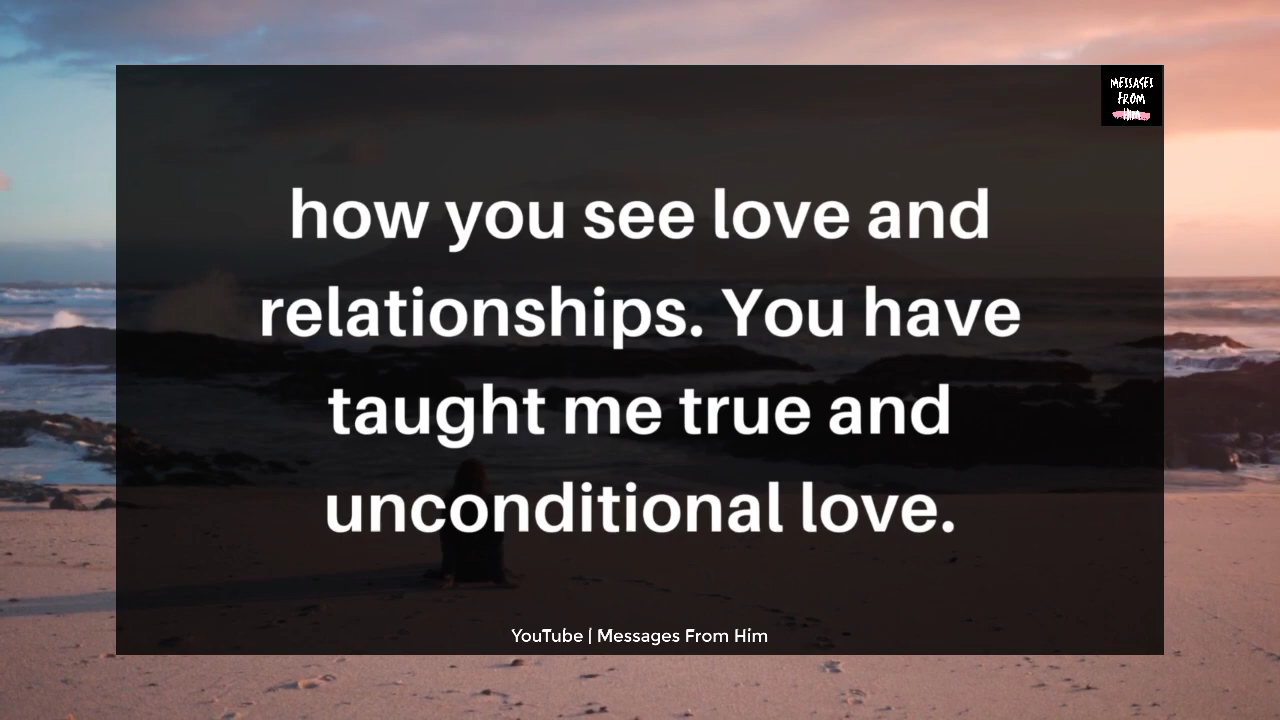 MESSAGES
FROM
Him
how you see love and
relationships. You have
taught me true and
unconditional love.
YouTube | Messages From Him